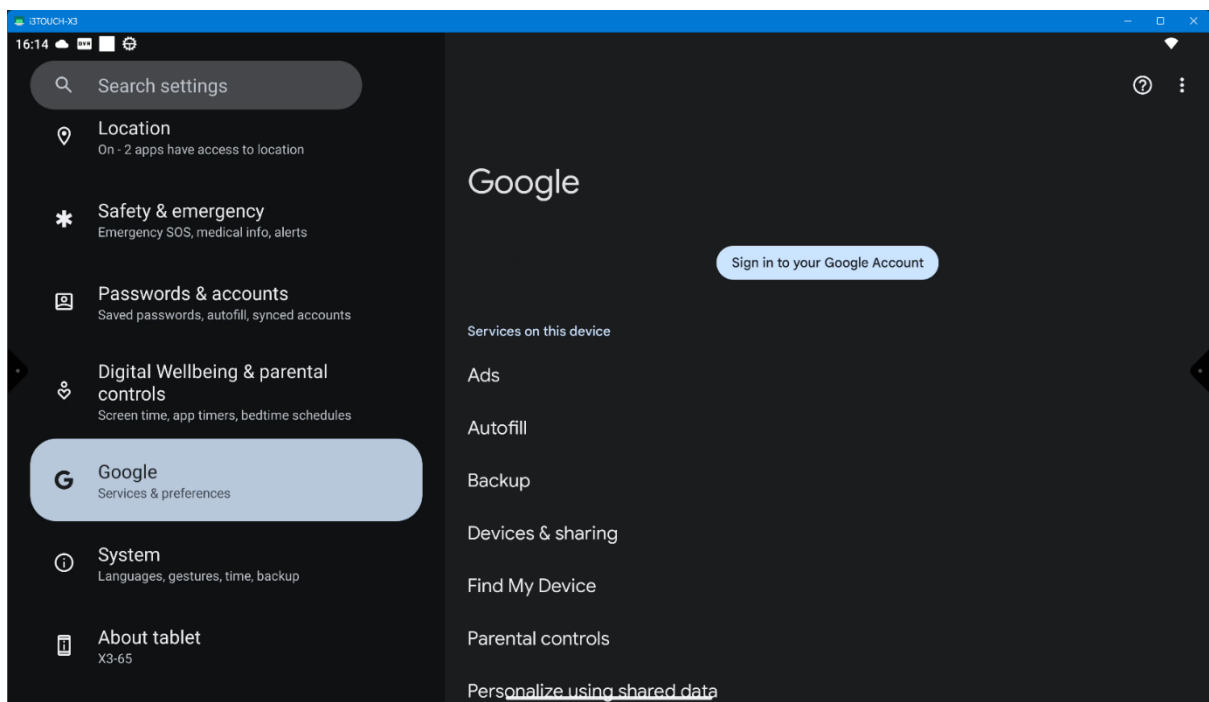 i3TOUCH-X3
16:14
DVR
Search settings
Location
On - 2 apps have access to location
Safety & emergency
Emergency SOS, medical info, alerts
Passwords & accounts
Saved passwords, autofill, synced accounts
Digital Wellbeing & parental
controls
Screen time, app timers, bedtime schedules
G Google
Services & preferences
System
Languages, gestures, time, backup
About tablet
X3-65
Google
Sign in to your Google Account
Services on this device
Ads
Autofill
Backup
Devices & sharing
Find My Device
Parental controls
Personalize using shared data